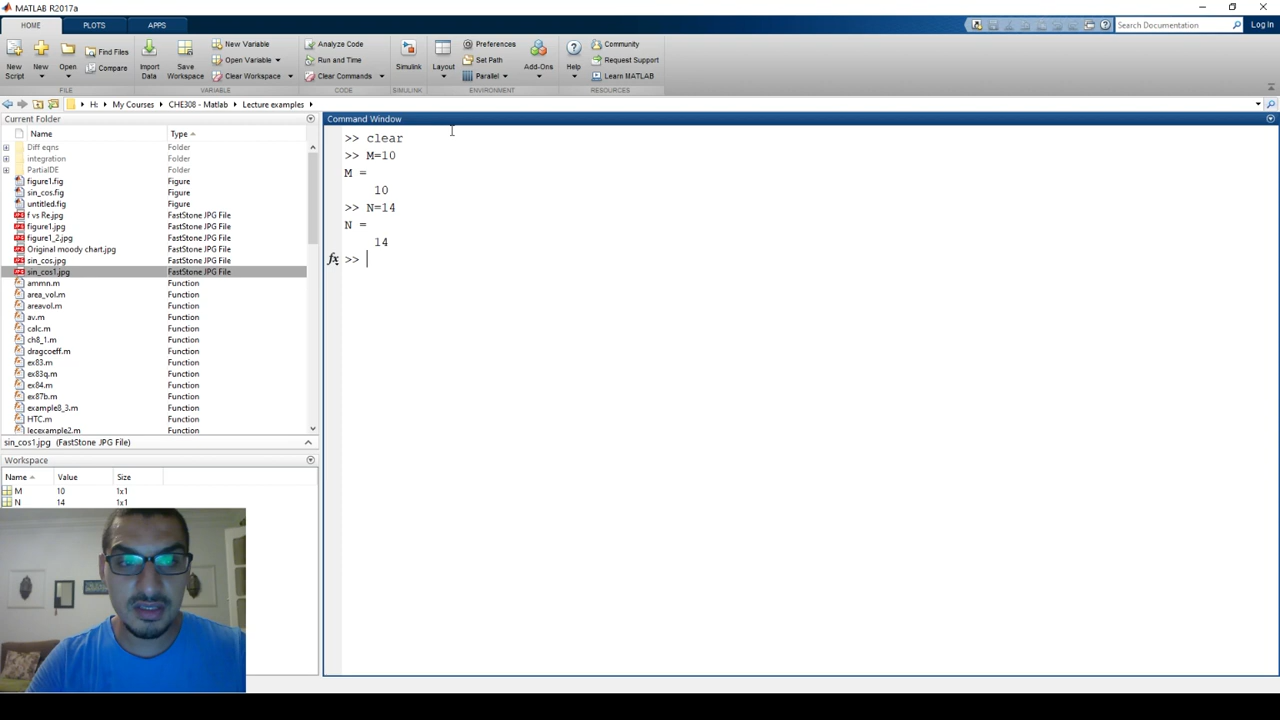 MATLAB R2017a
HOME PLOTS APPS
Search Documentation Log In
New Script
New
Open
Find Files
Compare
FILE
Import Data
Save Workspace
New Variable
Open Variable
Clear Workspace
VARIABLE
Analyze Code
Run and Time
Clear Commands
CODE
Simulink
SIMULINK
Layout
Preferences
Set Path
Parallel
Add-Ons
ENVIRONMENT
Help
Community
Request Support
Learn MATLAB
RESOURCES
H: My Courses CHE308 - Matlab Lecture examples
Current Folder
Name Type
Diff eqns Folder
integration Folder
PartialDE Folder
figure1.fig Figure
sin_cos.fig Figure
untitled.fig Figure
f vs Re.jpg FastStone JPG File
figure1.jpg FastStone JPG File
figure1_2.jpg FastStone JPG File
Original moody chart.jpg FastStone JPG File
sin_cos.jpg FastStone JPG File
sin_cos1.jpg FastStone JPG File
ammn.m Function
area_vol.m Function
areavol.m Function
av.m Function
calc.m Function
ch8_1.m Function
dragcoeff.m Function
ex83.m Function
ex83q.m Function
ex84.m Function
ex87b.m Function
example8_3.m Function
HTC.m Function
lecexample2.m Function
sin_cos1.jpg (FastStone JPG File)
Workspace
Name Value Size
M 10 1x1
N 14 1x1
Command Window
>> clear
>> M=10
M =
10
>> N=14
N =
14
fx >>